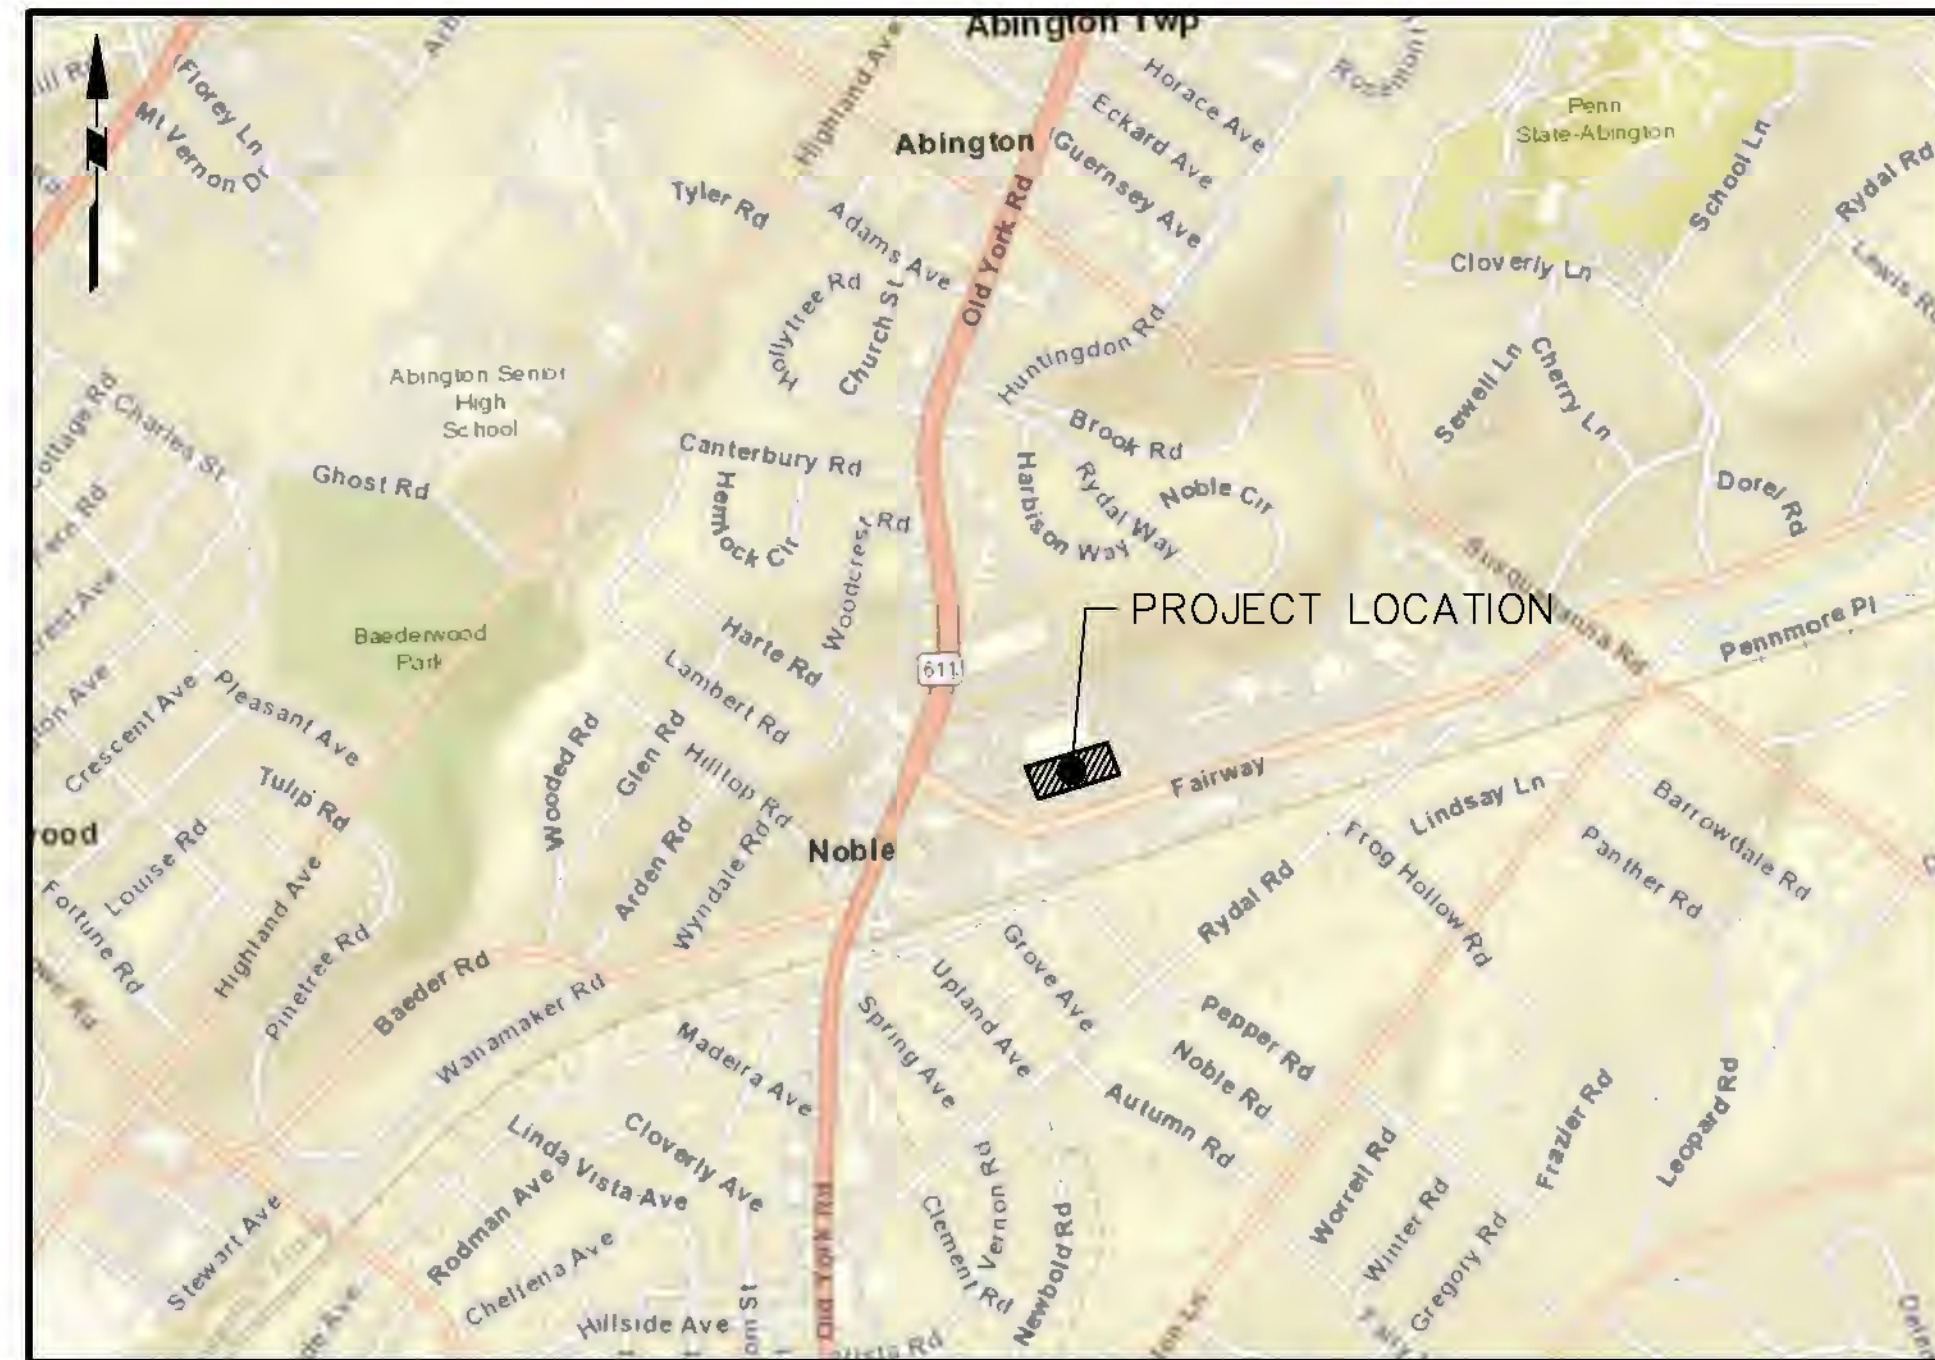 Abington Twp
Highland Ave
Horace Ave
Eckard Ave
Guernsey Ave
Abington
Penn
State-Abington
School Ln
Rydal Rd
Florey Ln
Mt Vernon Dr
Tyler Rd
Adams Ave
Old York Rd
Cloverly Ln
Hollytree Rd
Church St
Huntingdon Rd
Sewell Ln
Cherry Ln
Abington Senior
High
School
Cottage Rd
Charles St
Ghost Rd
Canterbury Rd
Hemlock Cir
Woodcrest Rd
Brook Rd
Harbison Way
Rydal Way
Noble Cir
Dorel Rd
Susquehanna Rd
PROJECT LOCATION
Pennmore Pl
Baederwood
Park
Harte Rd
Lambert Rd
611
Crescent Ave
Pleasant Ave
Wooded Rd
Glen Rd
Hilltop Rd
Fairway
Lindsay Ln
Barrowdale Rd
Tulip Rd
Louise Rd
Arden Rd
Wyndale Rd
Noble
Frog Hollow Rd
Panther Rd
Fortune Rd
Highland Ave
Pinetree Rd
Baeder Rd
Wanamaker Rd
Rydal Rd
Grove Ave
Upland Ave
Spring Ave
Madeira Ave
Pepper Rd
Noble Rd
Autumn Rd
Linda Vista Ave
Cloverly Ave
Rodman Ave
Vernon Rd
Clement Rd
Newbold Rd
Worrell Rd
Winter Rd
Gregory Rd
Frazier Rd
Leopard Rd
Stewart Ave
Chelfena Ave
Hillside Ave
Old York Rd